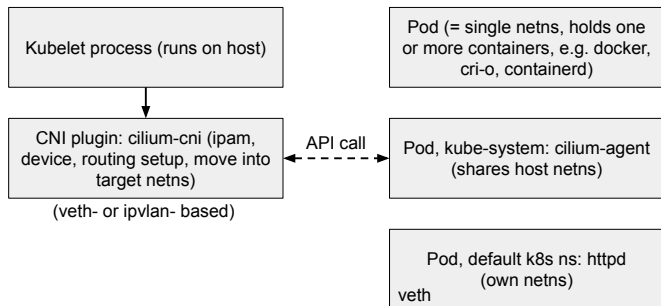 Kubelet process (runs on host)
Pod (= single netns, holds one
or more containers, e.g. docker,
cri-o, containerd)
CNI plugin: cilium-cni (ipam,
device, routing setup, move into
target netns)
(veth- or ipvlan- based)
API call
Pod, kube-system: cilium-agent
(shares host netns)
Pod, default k8s ns: httpd
(own netns)
veth